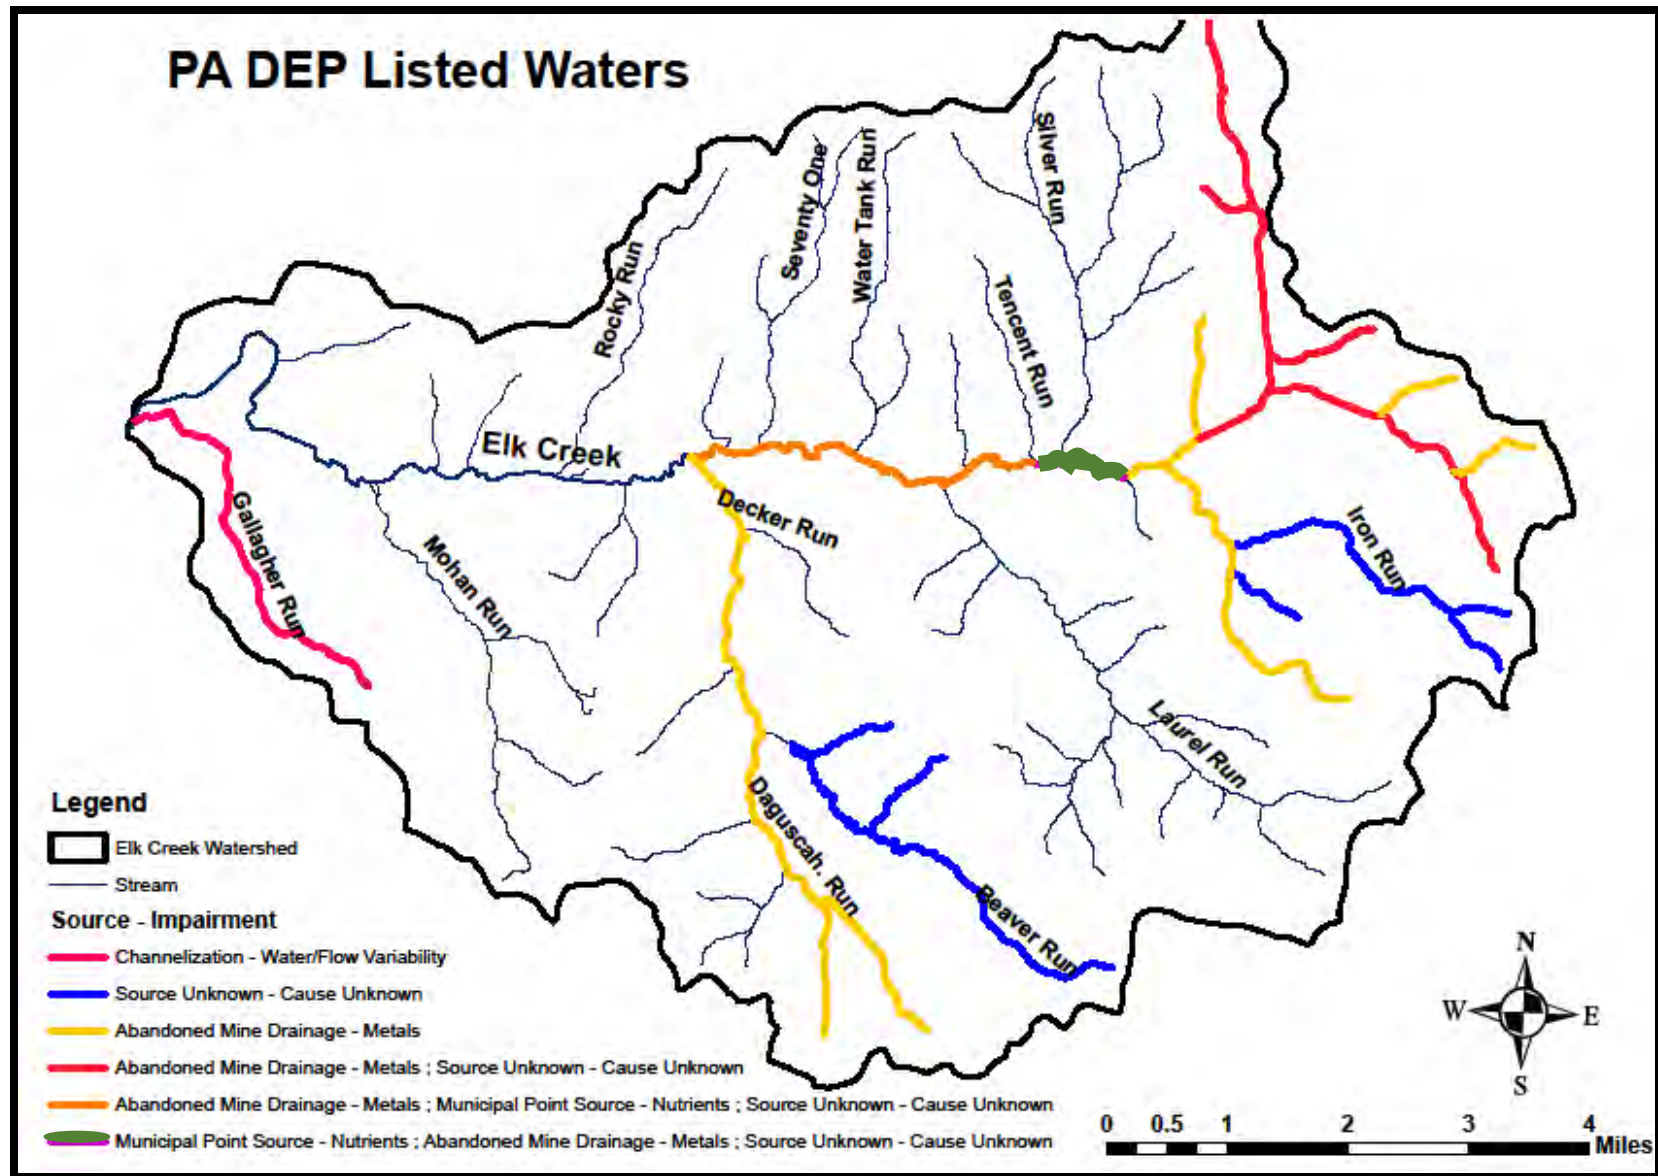 PA DEP Listed Waters
Silver Run
Seventy One
Water Tank Run
Rocky Run
Tencent Run
Elk Creek
Decker Run
Gallagher Run
Mohan Run
Iron Run
Laurel Run
Daguscah. Run
Beaver Run
Legend
Elk Creek Watershed
Stream
Source - Impairment
Channelization - Water/Flow Variability
Source Unknown - Cause Unknown
Abandoned Mine Drainage - Metals
Abandoned Mine Drainage - Metals ; Source Unknown - Cause Unknown
Abandoned Mine Drainage - Metals ; Municipal Point Source - Nutrients ; Source Unknown - Cause Unknown
Municipal Point Source - Nutrients ; Abandoned Mine Drainage - Metals ; Source Unknown - Cause Unknown
N
W E
S
0 0.5 1 2 3 4
Miles